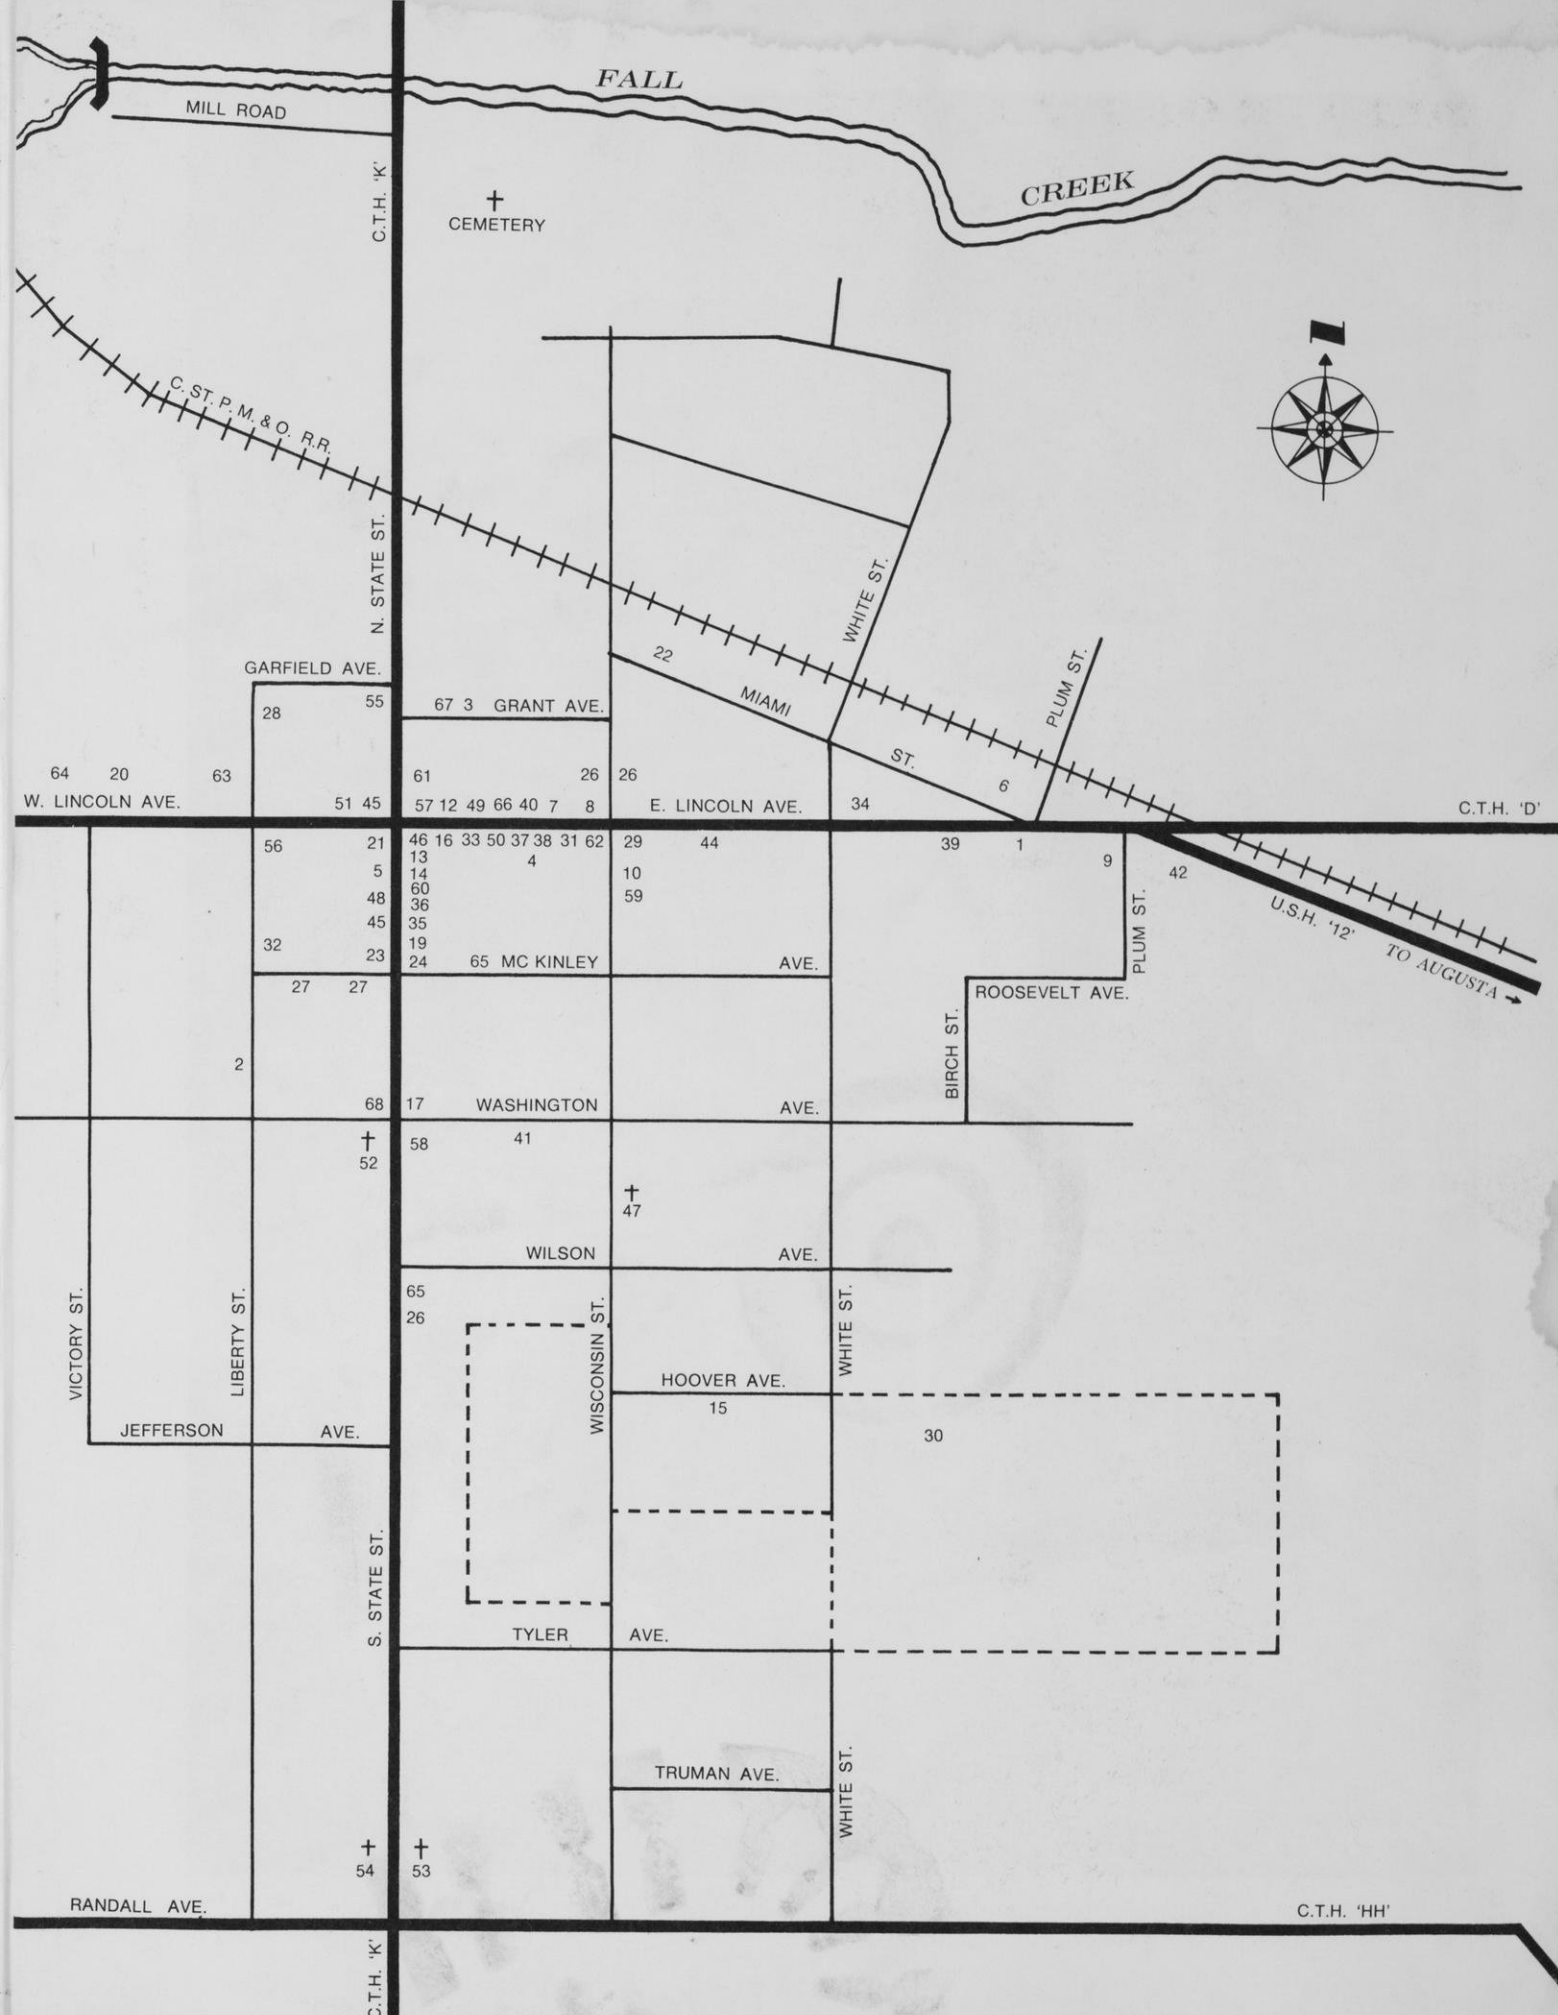 FALL
MILL ROAD
CREEK
C.T.H. 'K'
CEMETERY
N
C. ST. P. M. & O. R.R.
N. STATE ST.
WHITE ST.
PLUM ST.
GARFIELD AVE.
22
MIAMI ST.
28
55
67 3 GRANT AVE.
64 20 63
61
26 26
6
W. LINCOLN AVE.
51 45
57 12 49 66 40 7 8
E. LINCOLN AVE.
34
C.T.H. 'D'
56
21
46 16 33 50 37 38 31 62
29
44
39
1
9
42
13
4
5
14
10
60
48
36
59
45
35
32
19
23
24
65 MC KINLEY AVE.
PLUM ST.
U.S.H. '12'
TO AUGUSTA
27 27
ROOSEVELT AVE.
BIRCH ST.
2
68
17
WASHINGTON AVE.
52
58
41
47
WILSON AVE.
65
26
VICTORY ST.
LIBERTY ST.
WISCONSIN ST.
WHITE ST.
HOOVER AVE.
15
30
JEFFERSON AVE.
S. STATE ST.
TYLER AVE.
TRUMAN AVE.
WHITE ST.
54
53
RANDALL AVE.
C.T.H. 'HH'
C.T.H. 'K'